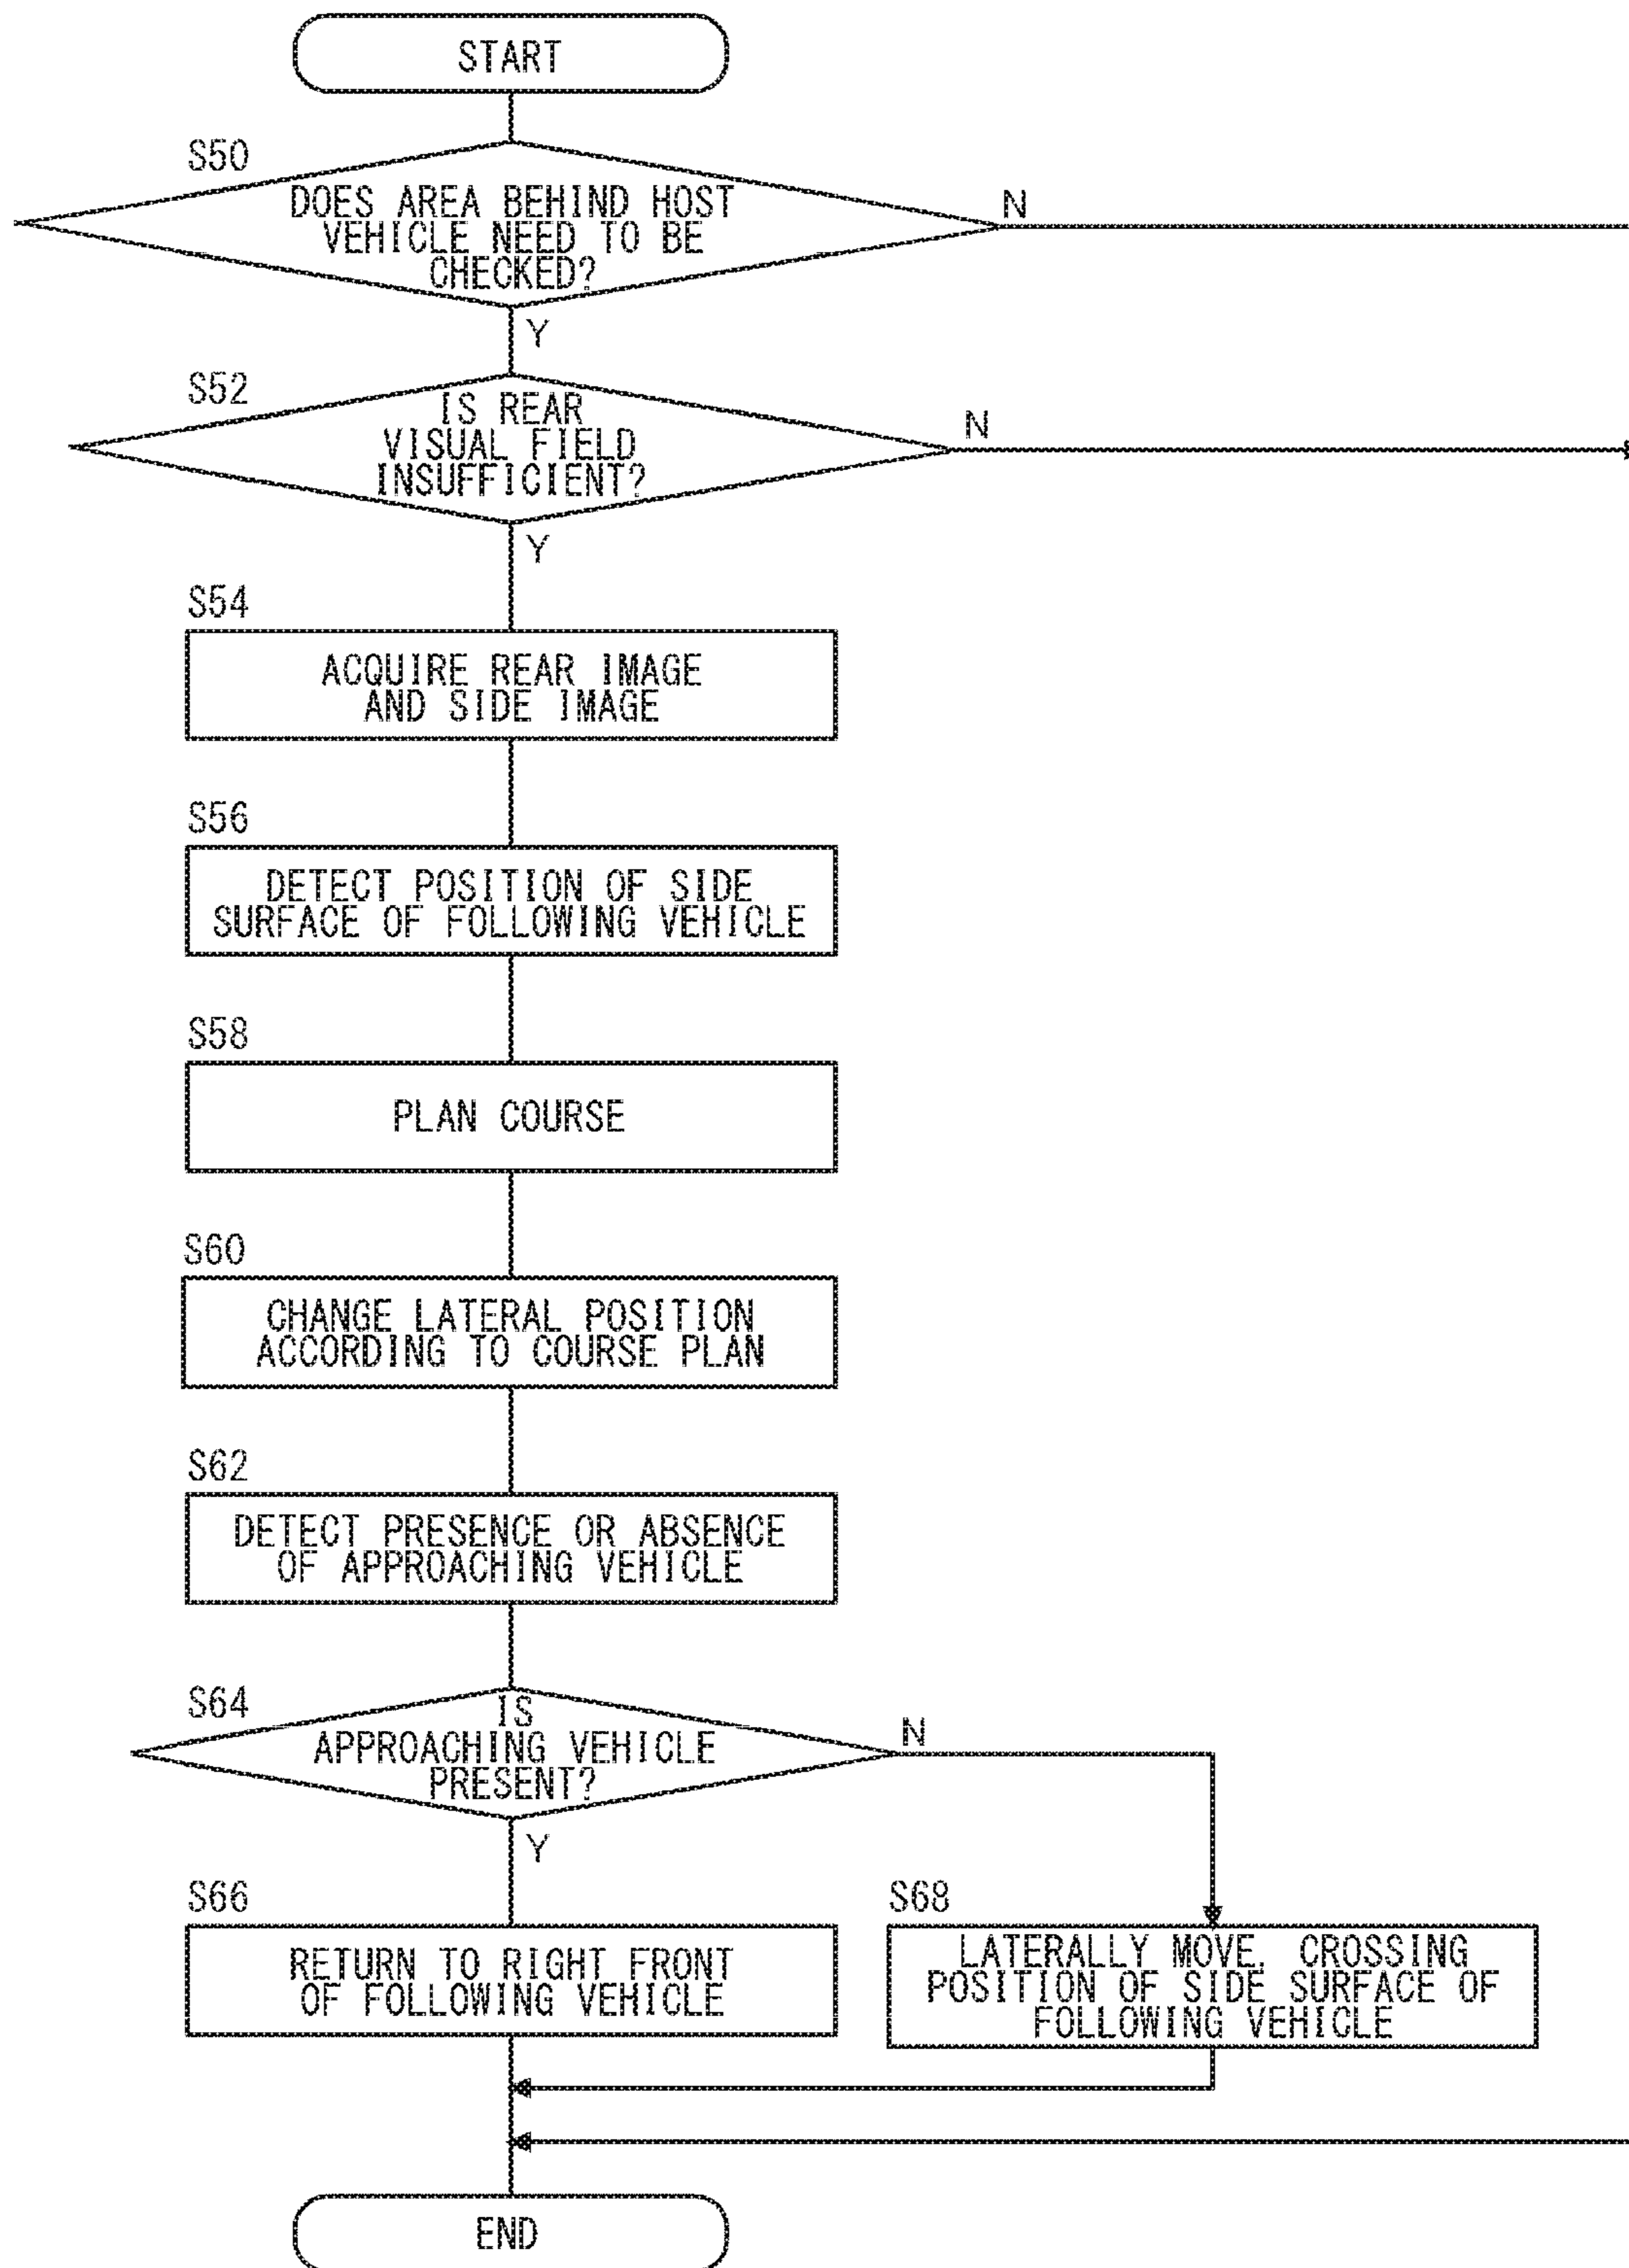 START
S50
DOES AREA BEHIND HOST
VEHICLE NEED TO BE
CHECKED?
N
Y
S52
IS REAR
VISUAL FIELD
INSUFFICIENT?
N
Y
S54
ACQUIRE REAR IMAGE
AND SIDE IMAGE
S56
DETECT POSITION OF SIDE
SURFACE OF FOLLOWING VEHICLE
S58
PLAN COURSE
S60
CHANGE LATERAL POSITION
ACCORDING TO COURSE PLAN
S62
DETECT PRESENCE OR ABSENCE
OF APPROACHING VEHICLE
S64
IS
APPROACHING VEHICLE
PRESENT?
N
Y
S66
RETURN TO RIGHT FRONT
OF FOLLOWING VEHICLE
S68
LATERALLY MOVE, CROSSING
POSITION OF SIDE SURFACE OF
FOLLOWING VEHICLE
END